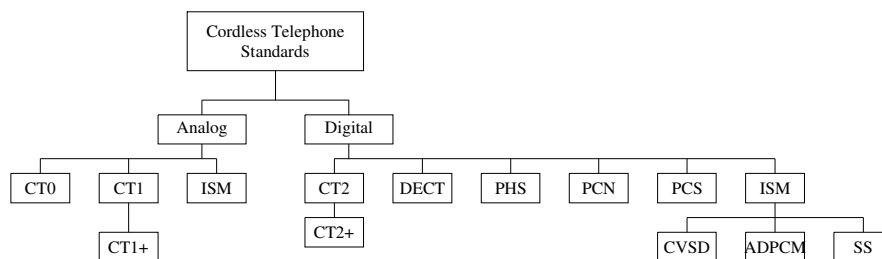 Cordless Telephone
Standards
Analog
Digital
CT0
CT1
ISM
CT2
DECT
PHS
PCN
PCS
ISM
CT1+
CT2+
CVSD
ADPCM
SS